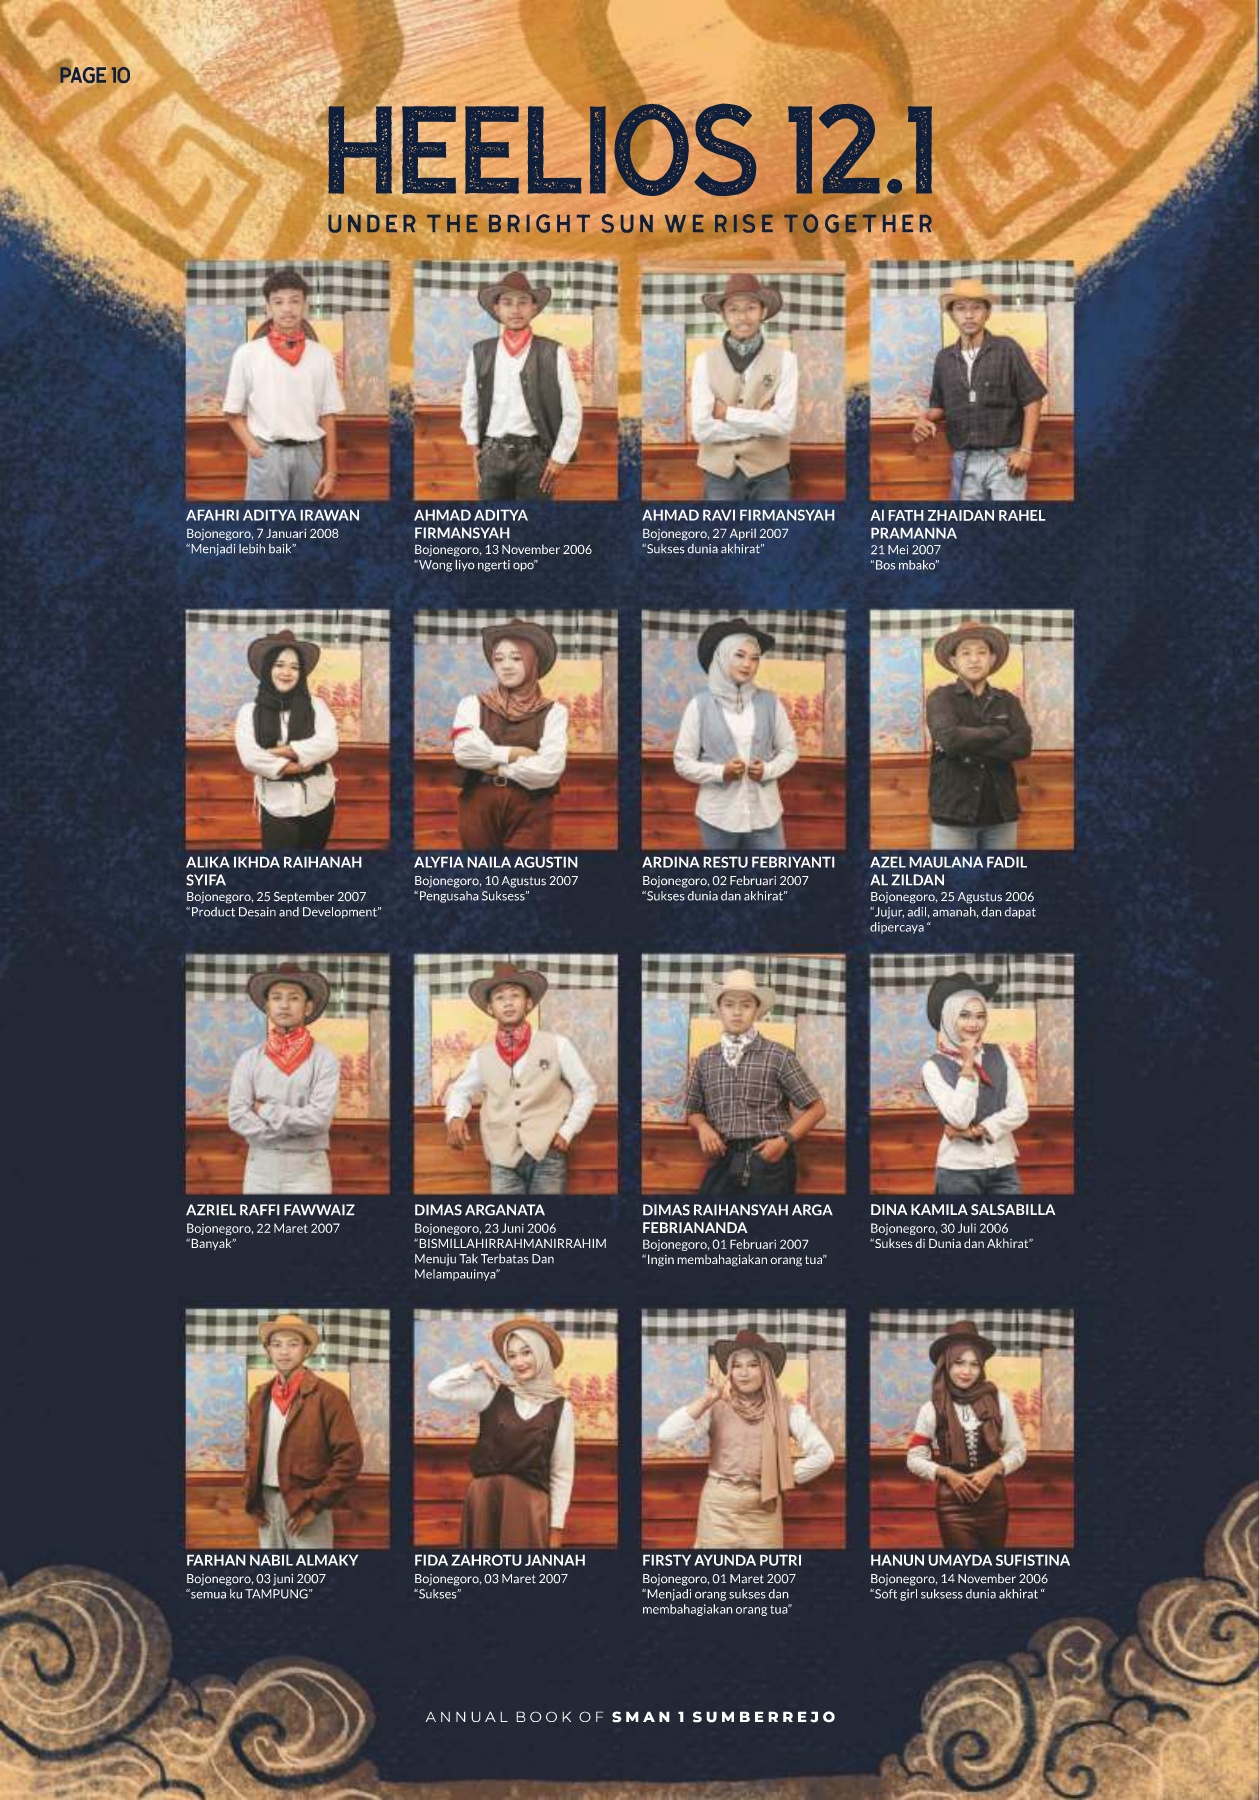 PAGE 10
HEELIOS 12.1
UNDER THE BRIGHT SUN WE RISE TOGETHER
AFAHRI ADITYA IRAWAN
Bojonegoro, 7 Januari 2008
“Menjadi lebih baik”
AHMAD ADITYA
FIRMANSYAH
Bojonegoro, 13 November 2006
“Wong liyo ngerti opo”
AHMAD RAVI FIRMANSYAH
Bojonegoro, 27 April 2007
“Sukses dunia akhirat”
Al FATH ZHAIDAN RAHEL
PRAMANNA
21 Mei 2007
“Bos mbako”
ALIKA IKHDA RAIHANAH
SYIFA
Bojonegoro, 25 September 2007
“Product Desain and Development”
ALYFIA NAILA AGUSTIN
Bojonegoro, 10 Agustus 2007
“Pengusaha Suksess”
ARDINA RESTU FEBRIYANTI
Bojonegoro, 02 Februari 2007
“Sukses dunia dan akhirat”
AZEL MAULANA FADIL
AL ZILDAN
Bojonegoro, 25 Agustus 2006
“Jujur, adil, amanah, dan dapat
dipercaya “
AZRIEL RAFFI FAWWAIZ
Bojonegoro, 22 Maret 2007
“Banyak”
DIMAS ARGANATA
Bojonegoro, 23 Juni 2006
“BISMILLAHIRRAHMANIRRAHIM
Menuju Tak Terbatas Dan
Melampauinya”
DIMAS RAIHANSYAH ARGA
FEBRIANANDA
Bojonegoro, 01 Februari 2007
“Ingin membahagiakan orang tua”
DINA KAMILA SALSABILLA
Bojonegoro, 30 Juli 2006
“Sukses di Dunia dan Akhirat”
FARHAN NABIL ALMAKY
Bojonegoro, 03 juni 2007
“semua ku TAMPUNG”
FIDA ZAHROTU JANNAH
Bojonegoro, 03 Maret 2007
“Sukses”
FIRSTY AYUNDA PUTRI
Bojonegoro, 01 Maret 2007
“Menjadi orang sukses dan
membahagiakan orang tua”
HANUN UMAYDA SUFISTINA
Bojonegoro, 14 November 2006
“Soft girl suksess dunia akhirat “
ANNUAL BOOK OF SMAN 1 SUMBERREJO